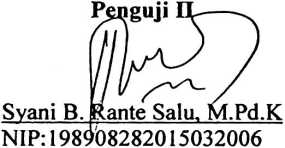 Penguji II
Syani B. Rante Salu, M.Pd.K
NIP:198908282015032006